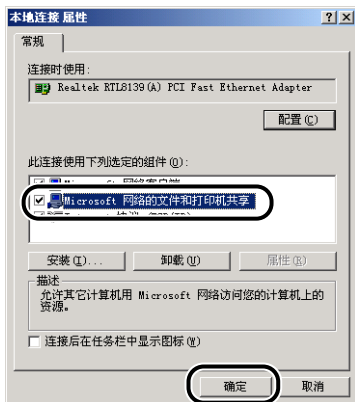 本地连接 属性
常规
连接时使用:
Realtek RTL8139(A) PCI Fast Ethernet Adapter
配置(C)
此连接使用下列选定的组件(O):
Microsoft 网络的文件和打印机共享
安装(I)...
卸载(U)
属性(R)
描述
允许其它计算机用 Microsoft 网络访问您的计算机上的
资源。
连接后在任务栏中显示图标(W)
确定
取消